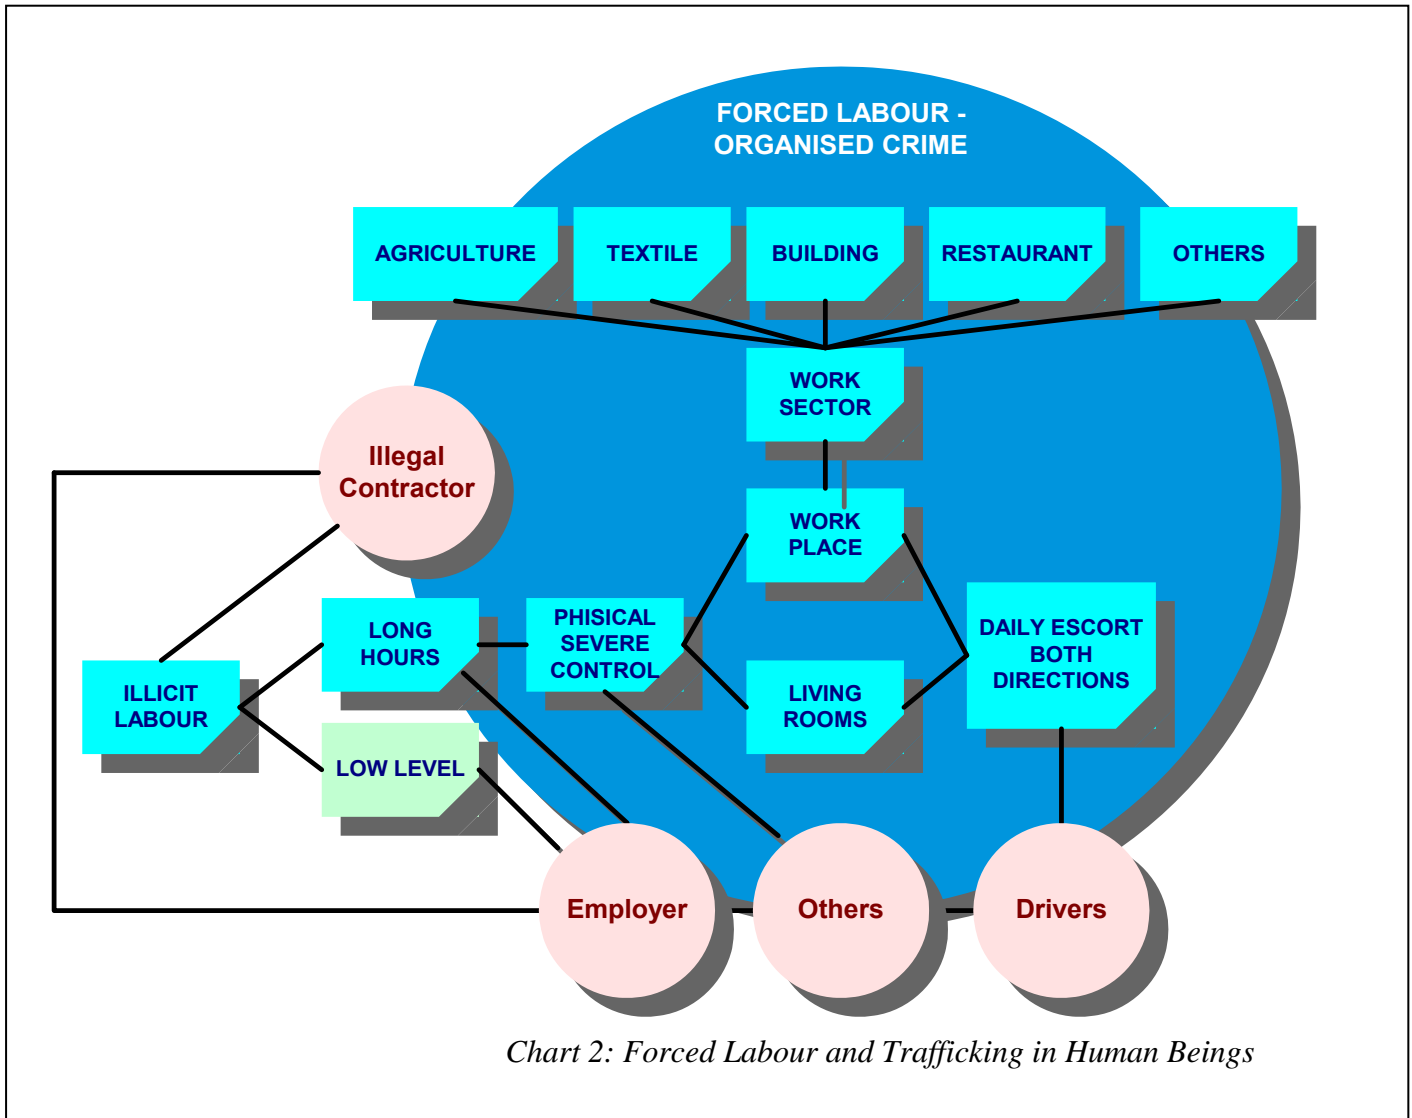 FORCED LABOUR -
ORGANISED CRIME
AGRICULTURE
TEXTILE
BUILDING
RESTAURANT
OTHERS
WORK
SECTOR
Illegal
Contractor
WORK
PLACE
LONG
HOURS
PHISICAL
SEVERE
CONTROL
DAILY ESCORT
BOTH
DIRECTIONS
ILLICIT
LABOUR
LIVING
ROOMS
LOW LEVEL
Employer
Others
Drivers
Chart 2: Forced Labour and Trafficking in Human Beings